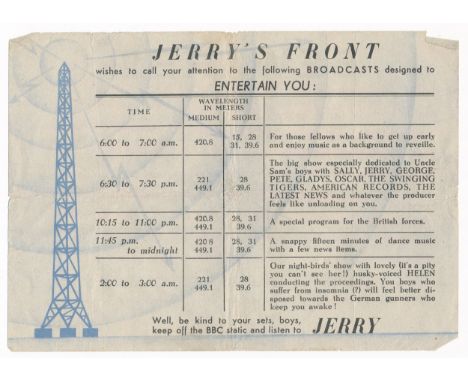 JERRY'S FRONT
wishes to call your attention to the following BROADCASTS designed to
ENTERTAIN YOU:
TIME
WAVELENGTH
IN METERS
MEDIUM SHORT
6:00 to 7:00 a.m. 420.8 15, 28
31, 39.6
For those fellows who like to get up early
and enjoy music as a background to reveille.
6:30 to 7:30 p.m. 221
449.1
28
39.6
The big show especially dedicated to Uncle
Sam's boys with SALLY, JERRY, GEORGE,
PETE, GLADYS, OSCAR, THE SWINGING
TIGERS, AMERICAN RECORDS, THE
LATEST NEWS and whatever the producer
feels like unloading on you.
10:15 to 11:00 p.m. 420.8
449.1
28, 31
39.6
A special program for the British forces.
11:45 p.m.
to midnight
420 8
449.1
28, 31
39.6
A snappy fifteen minutes of dance music
with a few news items.
2:00 to 3:00 a.m. 221
449.1
28
39.6
Our night-birds' show with lovely (it's a pity
you can't see her!) husky-voiced HELEN
conducting the proceedings. You boys who
suffer from insomnia (?) will feel better di-
sposed towards the German gunners who
keep you awake!
Well, be kind to your sets, boys,
keep off the BBC static and listen to JERRY